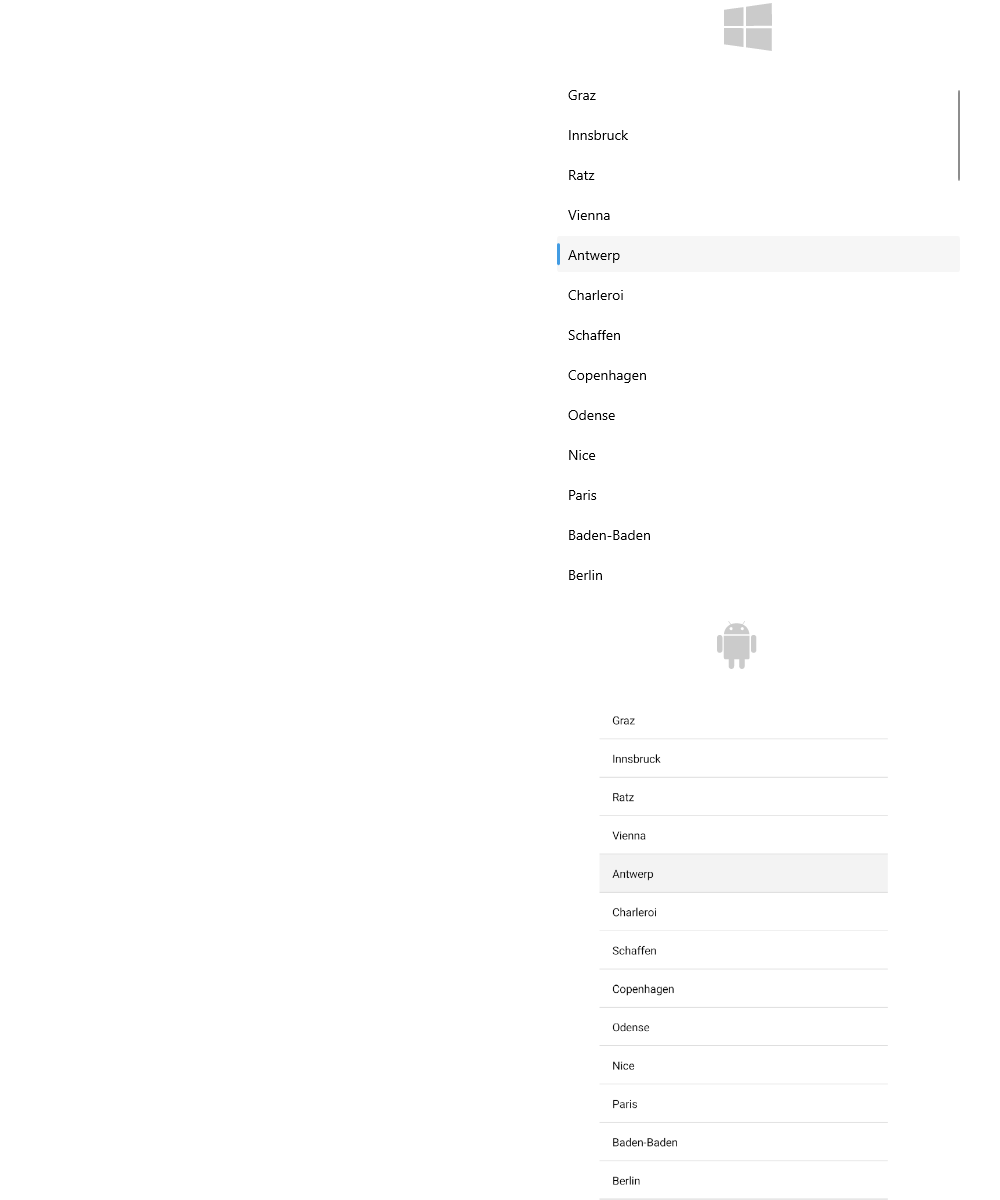 Graz
Innsbruck
Ratz
Vienna
Antwerp
Charleroi
Schaffen
Copenhagen
Odense
Nice
Paris
Baden-Baden
Berlin
Graz
Innsbruck
Ratz
Vienna
Antwerp
Charleroi
Schaffen
Copenhagen
Odense
Nice
Paris
Baden-Baden
Berlin